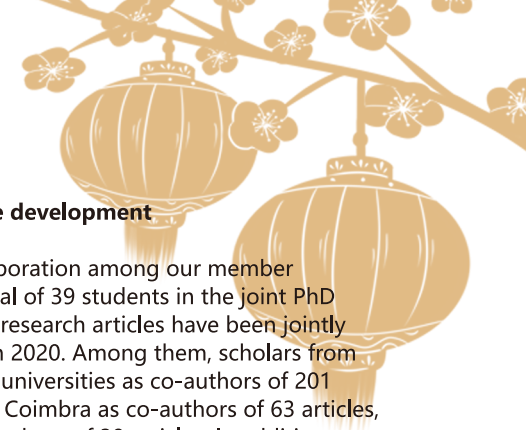 e development
boration among our member
al of 39 students in the joint PhD
research articles have been jointly
n 2020. Among them, scholars from
universities as co-authors of 201
Coimbra as co-authors of 63 articles,